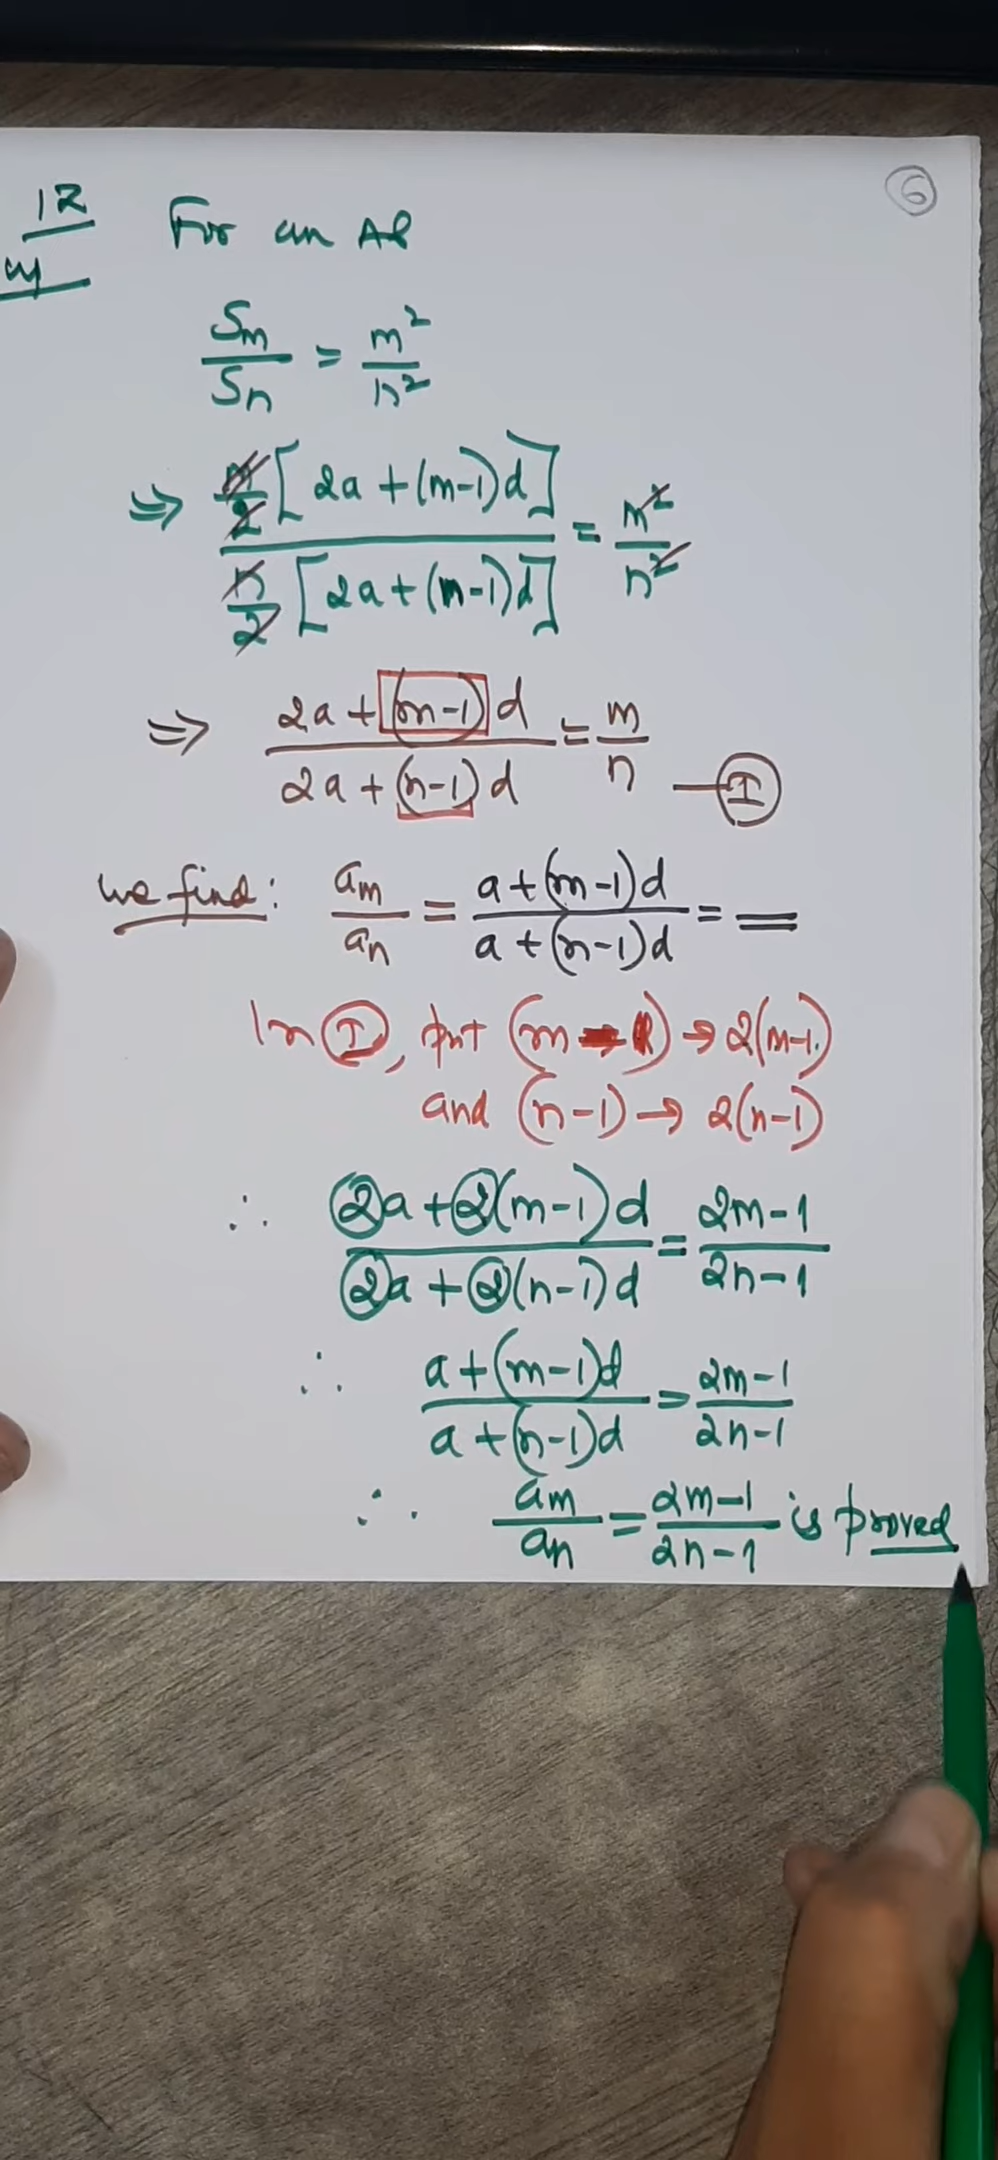 6
12
For an AP
Sm/Sn = m²/n²
⇒ m/2 [2a + (m-1)d] / n/2 [2a + (m-1)d] = m²/n²
⇒ 2a + (m-1)d / 2a + (n-1)d = m/n — I
we find: am/an = a + (m-1)d / a + (n-1)d = —
In I, put (m-1) → 2(m-1)
and (n-1) → 2(n-1)
∴ 2a + 2(m-1)d / 2a + 2(n-1)d = 2m-1 / 2n-1
∴ a + (m-1)d / a + (n-1)d = 2m-1 / 2n-1
∴ am/an = 2m-1 / 2n-1 is proved